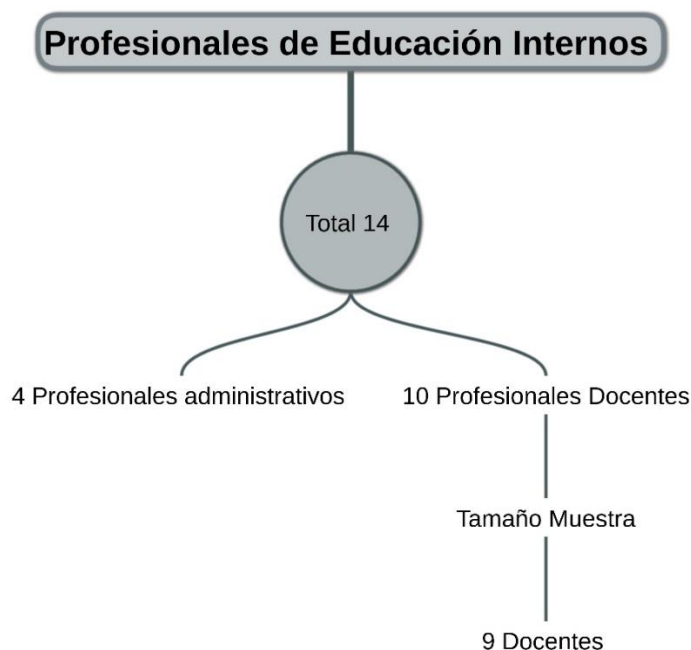 Profesionales de Educación Internos
Total 14
4 Profesionales administrativos
10 Profesionales Docentes
Tamaño Muestra
9 Docentes